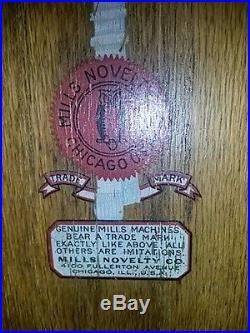 MILLS NOVELTY
CHICAGO
TRADE MARK
GENUINE MILLS MACHINES
BEAR A TRADE MARK
EXACTLY LIKE ABOVE. ALL
OTHERS ARE IMITATIONS.
MILLS NOVELTY CO.
4100 FULLERTON AVENUE
CHICAGO, ILL., U.S.A.